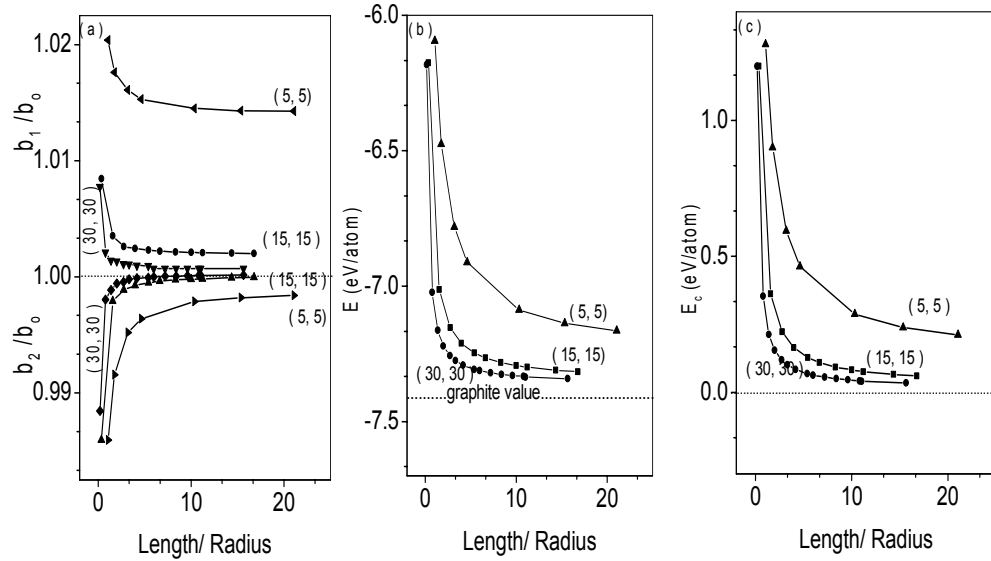 ( a )
1.02
1.01
1.00
0.99
b₁ /b₀
b₂ /b₀
( 5, 5)
( 30, 30 )
( 15, 15 )
( 15, 15 )
( 5, 5)
( 30, 30 )
0 10 20
Length/ Radius
( b )
-6.0
-6.5
-7.0
-7.5
E (eV/atom)
( 5, 5)
( 15, 15)
( 30, 30 )
graphite value
0 10 20
Length/ Radius
( c )
1.0
0.5
0.0
E_c (eV/atom)
( 5, 5)
( 15, 15 )
( 30, 30 )
0 10 20
Length/ Radius